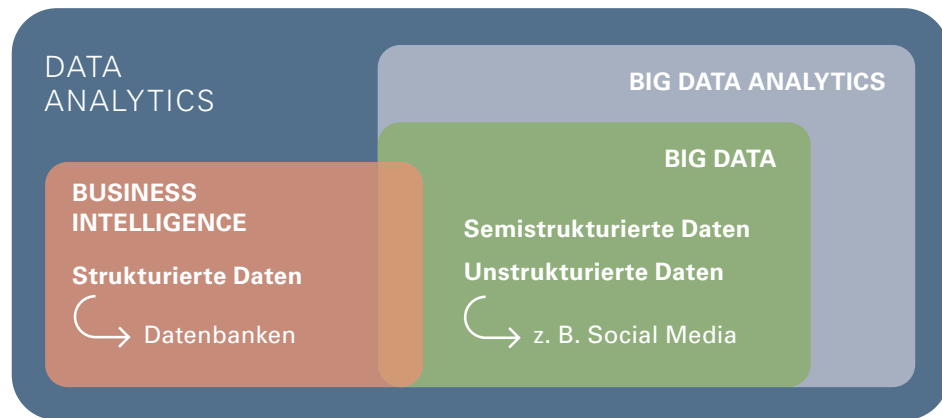 DATA
ANALYTICS
BIG DATA ANALYTICS
BIG DATA
BUSINESS
INTELLIGENCE
Strukturierte Daten
Datenbanken
Semistrukturierte Daten
Unstrukturierte Daten
z. B. Social Media